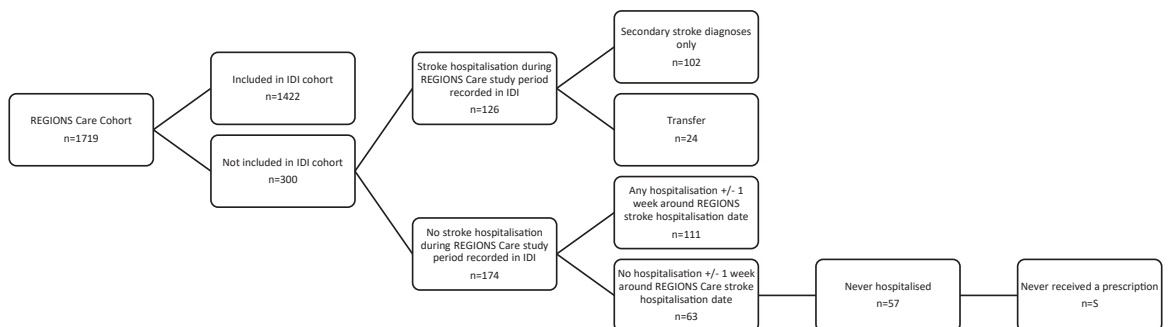 REGIONS Care Cohort
n=1719
Included in IDI cohort
n=1422
Not included in IDI cohort
n=300
Stroke hospitalisation during
REGIONS Care study period
recorded in IDI
n=126
No stroke hospitalisation
during REGIONS Care study
period recorded in IDI
n=174
Secondary stroke diagnoses
only
n=102
Transfer
n=24
Any hospitalisation +/- 1
week around REGIONS
stroke hospitalisation date
n=111
No hospitalisation +/- 1 week
around REGIONS Care stroke
hospitalisation date
n=63
Never hospitalised
n=57
Never received a prescription
n=S